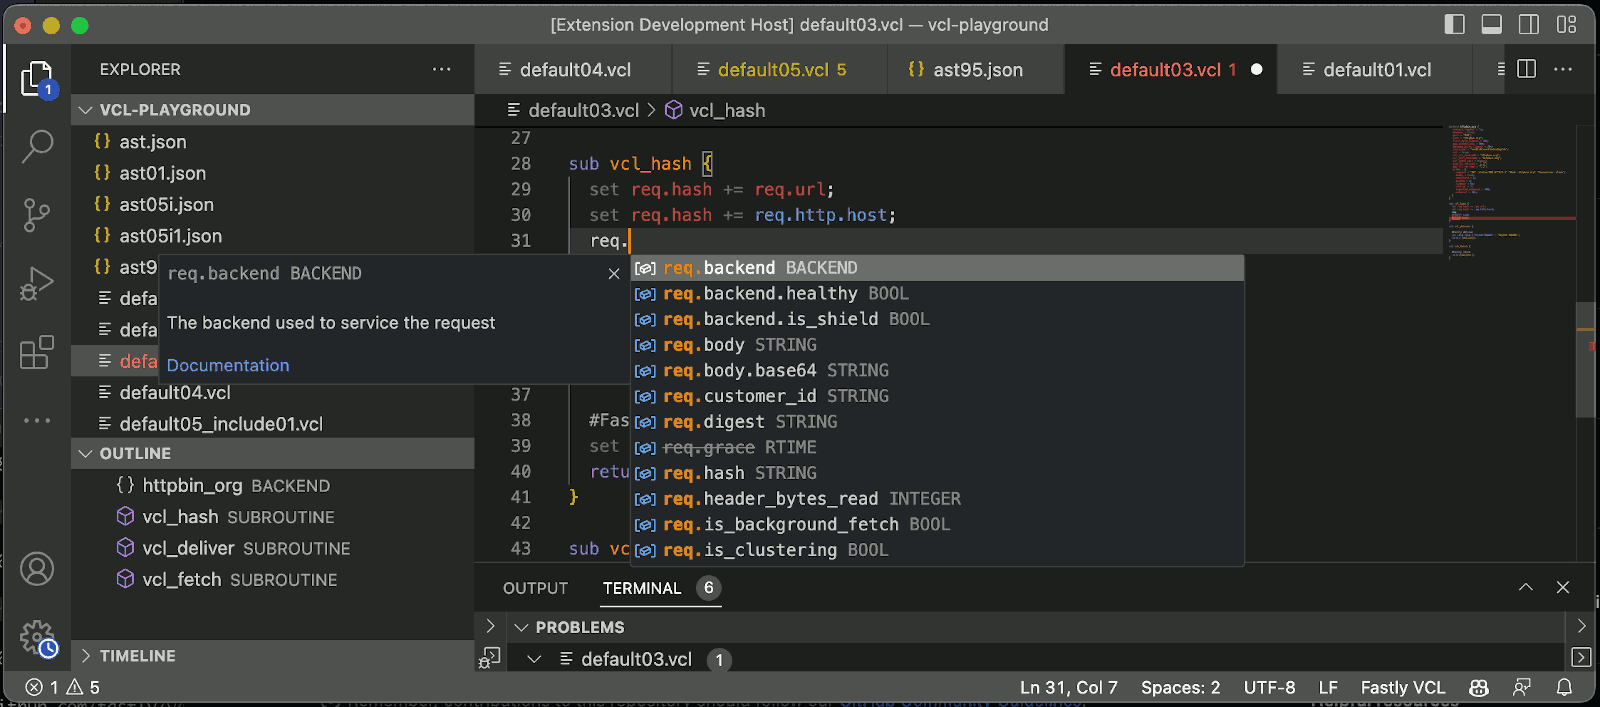 [Extension Development Host] default03.vcl — vcl-playground
1
EXPLORER
VCL-PLAYGROUND
{} ast.json
{} ast01.json
{} ast05i.json
{} ast05i1.json
{} ast9
defa
defa
defa
default04.vcl
default05_include01.vcl
OUTLINE
{} httpbin_org BACKEND
vcl_hash SUBROUTINE
vcl_deliver SUBROUTINE
vcl_fetch SUBROUTINE
TIMELINE
default04.vcl
default05.vcl 5
{} ast95.json
default03.vcl 1
default01.vcl
default03.vcl > vcl_hash
27
28 sub vcl_hash {
29 set req.hash += req.url;
30 set req.hash += req.http.host;
31 req.
req.backend BACKEND
The backend used to service the request
Documentation
req.backend BACKEND
req.backend.healthy BOOL
req.backend.is_shield BOOL
req.body STRING
req.body.base64 STRING
req.customer_id STRING
req.digest STRING
req.grace RTIME
req.hash STRING
req.header_bytes_read INTEGER
req.is_background_fetch BOOL
req.is_clustering BOOL
37
38 #Fas
39 set
40 retu
41 }
42
43 sub vc
OUTPUT
TERMINAL 6
PROBLEMS
default03.vcl 1
1 5
Ln 31, Col 7
Spaces: 2
UTF-8
LF
Fastly VCL